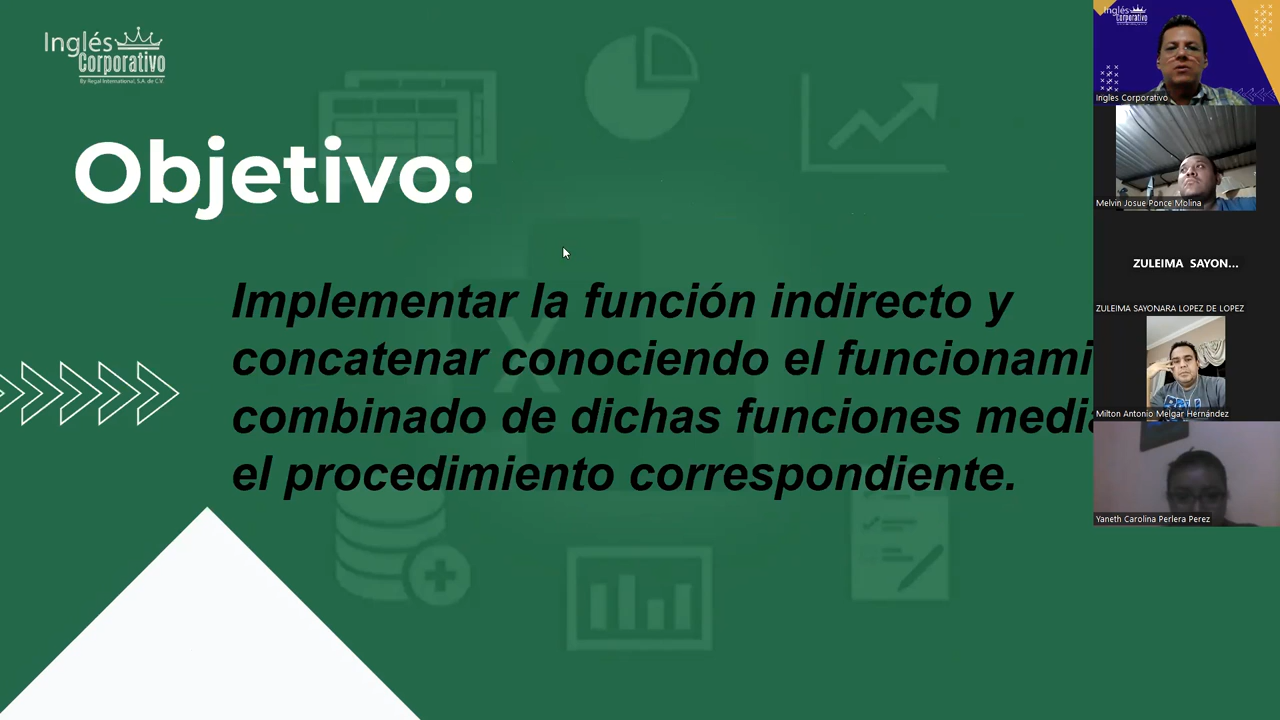 Inglés
Corporativo
By Regal International, S.A. de C.V.
Objetivo:
Implementar la función indirecto y
concatenar conociendo el funcionami
combinado de dichas funciones medi
el procedimiento correspondiente.
Inglés
Corporativo
Ingles Corporativo
Melvin Josue Ponce Molina
ZULEIMA SAYON...
ZULEIMA SAYONARA LOPEZ DE LOPEZ
Milton Antonio Melgar Hernández
Yaneth Carolina Perlera Perez